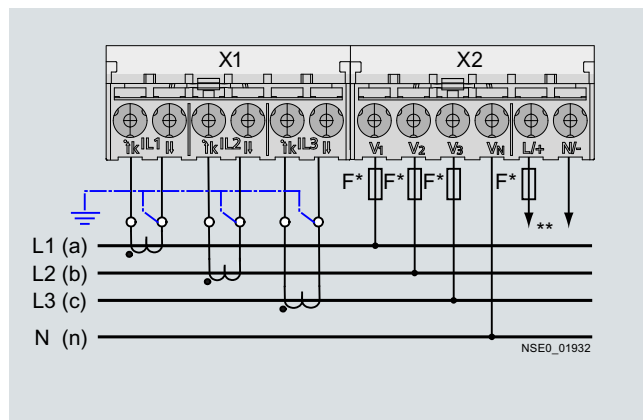 X1 X2
°k IL1 l↓ °k IL2 l↓ °k IL3 l↓ V1 V2 V3 VN L/+ N/-
F* F* F* F*
**
L1 (a)
L2 (b)
L3 (c)
N (n)
NSE0_01932